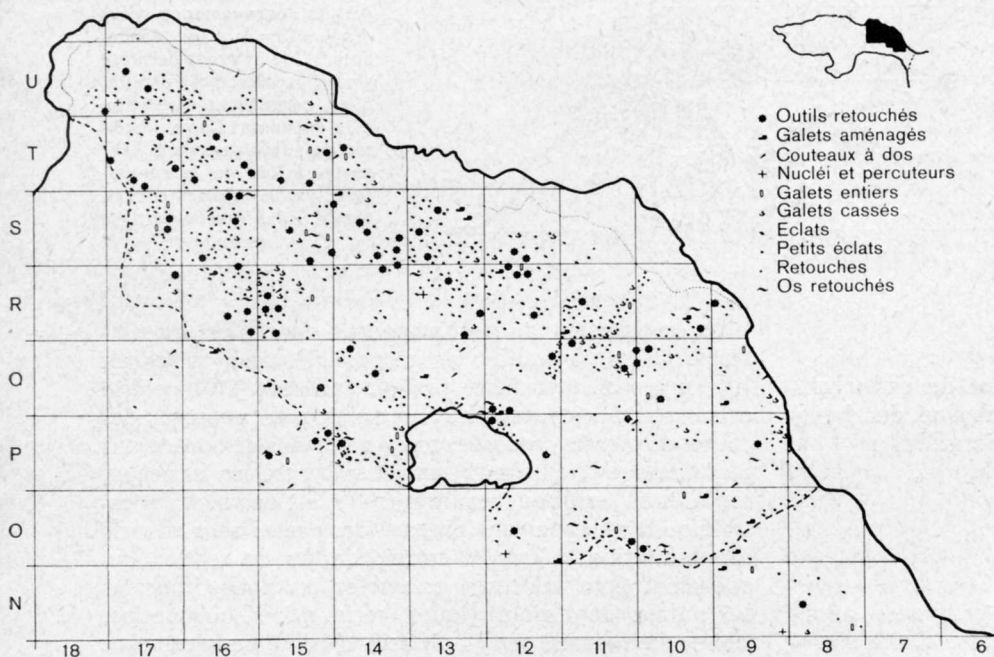 U
T
S
R
Q
P
O
N
18 17 16 15 14 13 12 11 10 9 8 7 6
Outils retouchés
Galets aménagés
Couteaux à dos
Nucléi et percuteurs
Galets entiers
Galets cassés
Eclats
Petits éclats
Retouches
Os retouchés